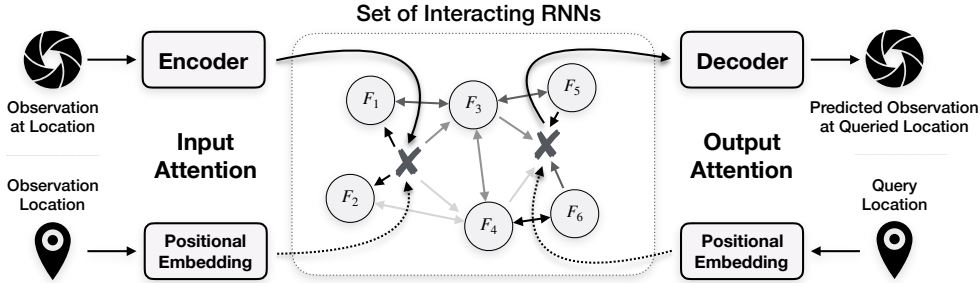 Set of Interacting RNNs
Encoder
Decoder
Observation
at Location
Predicted Observation
at Queried Location
F1
F3
F5
Input
Attention
Output
Attention
Observation
Location
Query
Location
F2
F4
F6
Positional
Embedding
Positional
Embedding